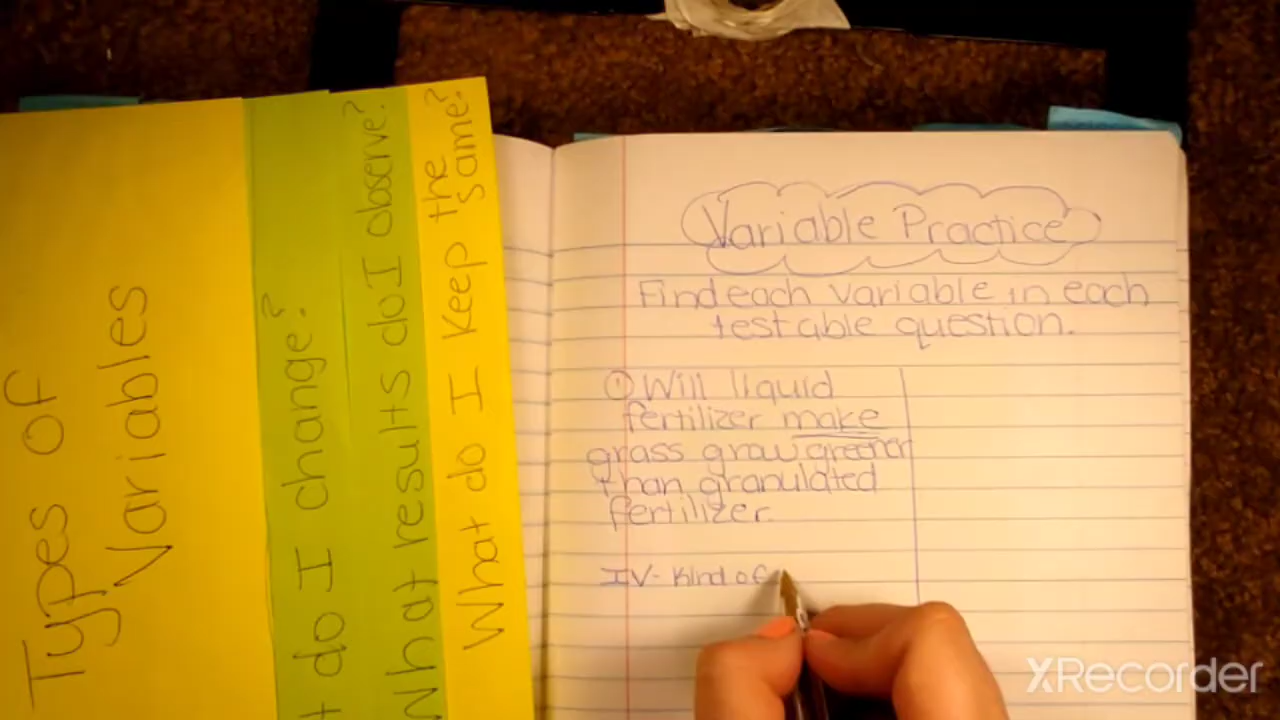 Types of
Variables
t do I change?
What results do I observe?
What do I keep the
same?
Variable Practice
Find each variable in each
testable question.
① Will liquid
fertilizer make
grass grow greener
than granulated
fertilizer.
IV- Kind of
XRecorder